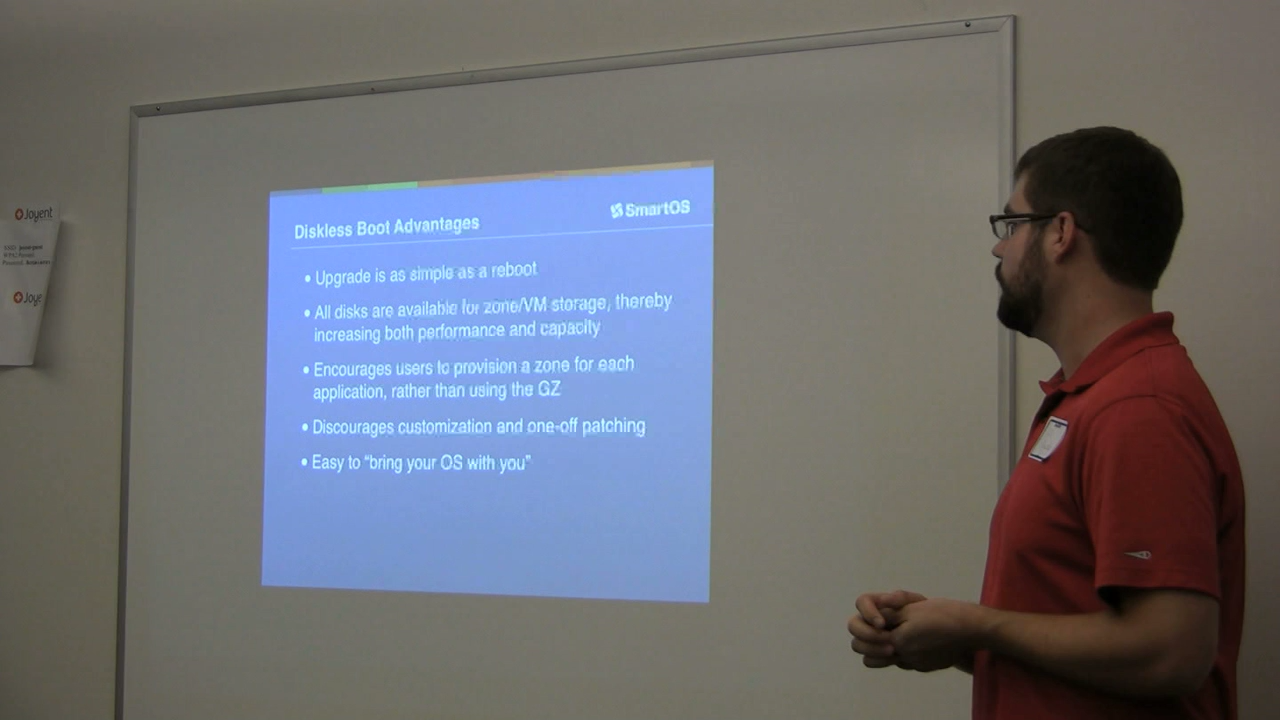 Joyent
Joye
SmartOS
Diskless Boot Advantages
• Upgrade is as simple as a reboot
• All disks are available for zone/VM storage, thereby
increasing both performance and capacity
• Encourages users to provision a zone for each
application, rather than using the GZ
• Discourages customization and one-off patching
• Easy to “bring your OS with you”